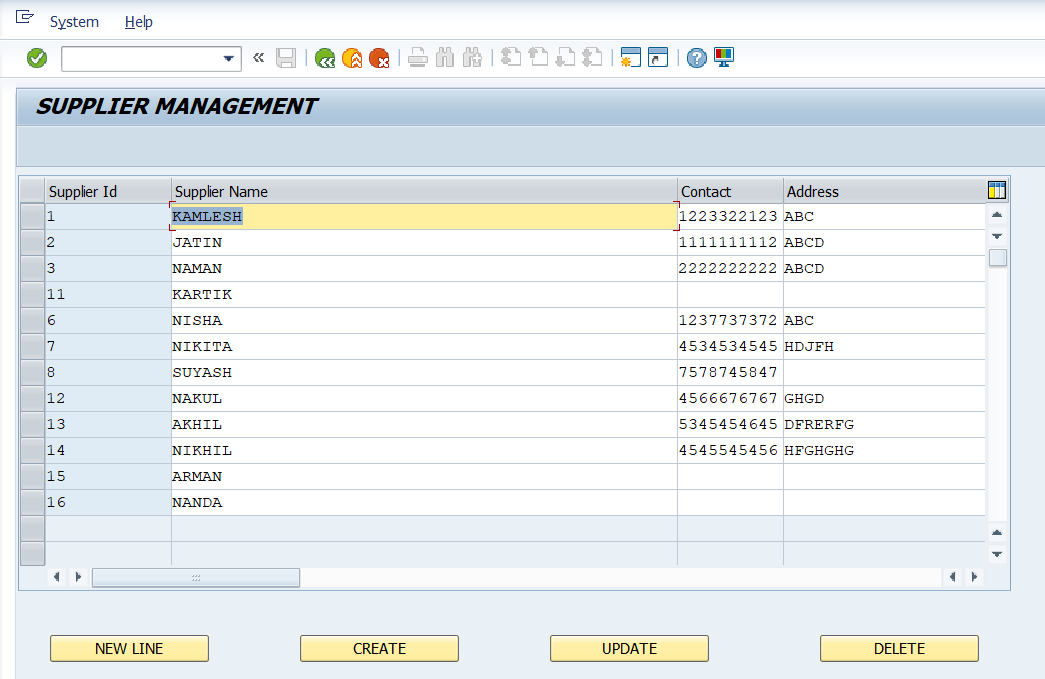 System Help
SUPPLIER MANAGEMENT
Supplier Id Supplier Name Contact Address
1 KAMLESH 1223322123 ABC
2 JATIN 1111111112 ABCD
3 NAMAN 2222222222 ABCD
11 KARTIK
6 NISHA 1237737372 ABC
7 NIKITA 4534534545 HDJFH
8 SUYASH 7578745847
12 NAKUL 4566676767 GHGD
13 AKHIL 5345454645 DFRERFG
14 NIKHIL 4545545456 HFGHGHG
15 ARMAN
16 NANDA
NEW LINE CREATE UPDATE DELETE